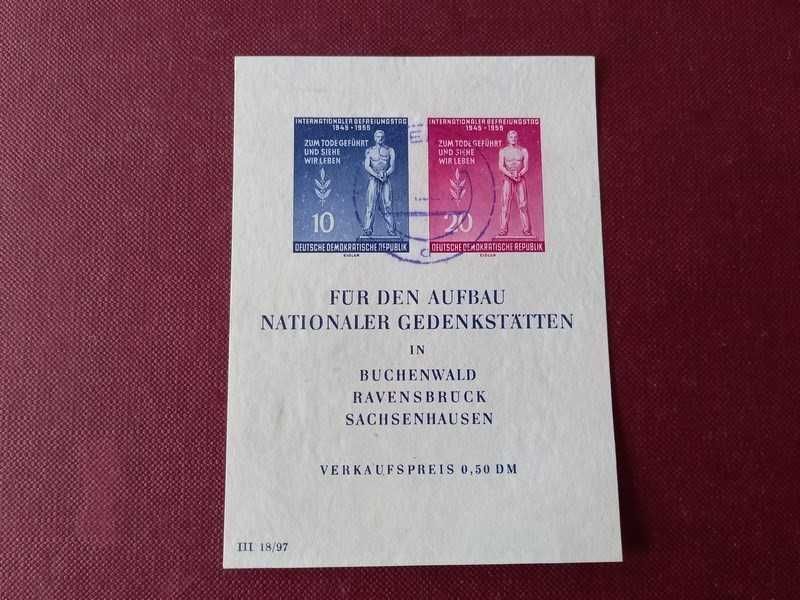 INTERNATIONALER BEFREIUNGSTAG
1945 • 1955
ZUM TODE GEFÜHRT
UND SIEHE
WIR LEBEN
10
DEUTSCHE DEMOKRATISCHE REPUBLIK
EIGLER
INTERNATIONALER BEFREIUNGSTAG
1945 • 1955
ZUM TODE GEFÜHRT
UND SIEHE
WIR LEBEN
20
DEUTSCHE DEMOKRATISCHE REPUBLIK
EIGLER
FÜR DEN AUFBAU
NATIONALER GEDENKSTÄTTEN
IN
BUCHENWALD
RAVENSBRÜCK
SACHSENHAUSEN
VERKAUFSPREIS 0,50 DM
III 18/97